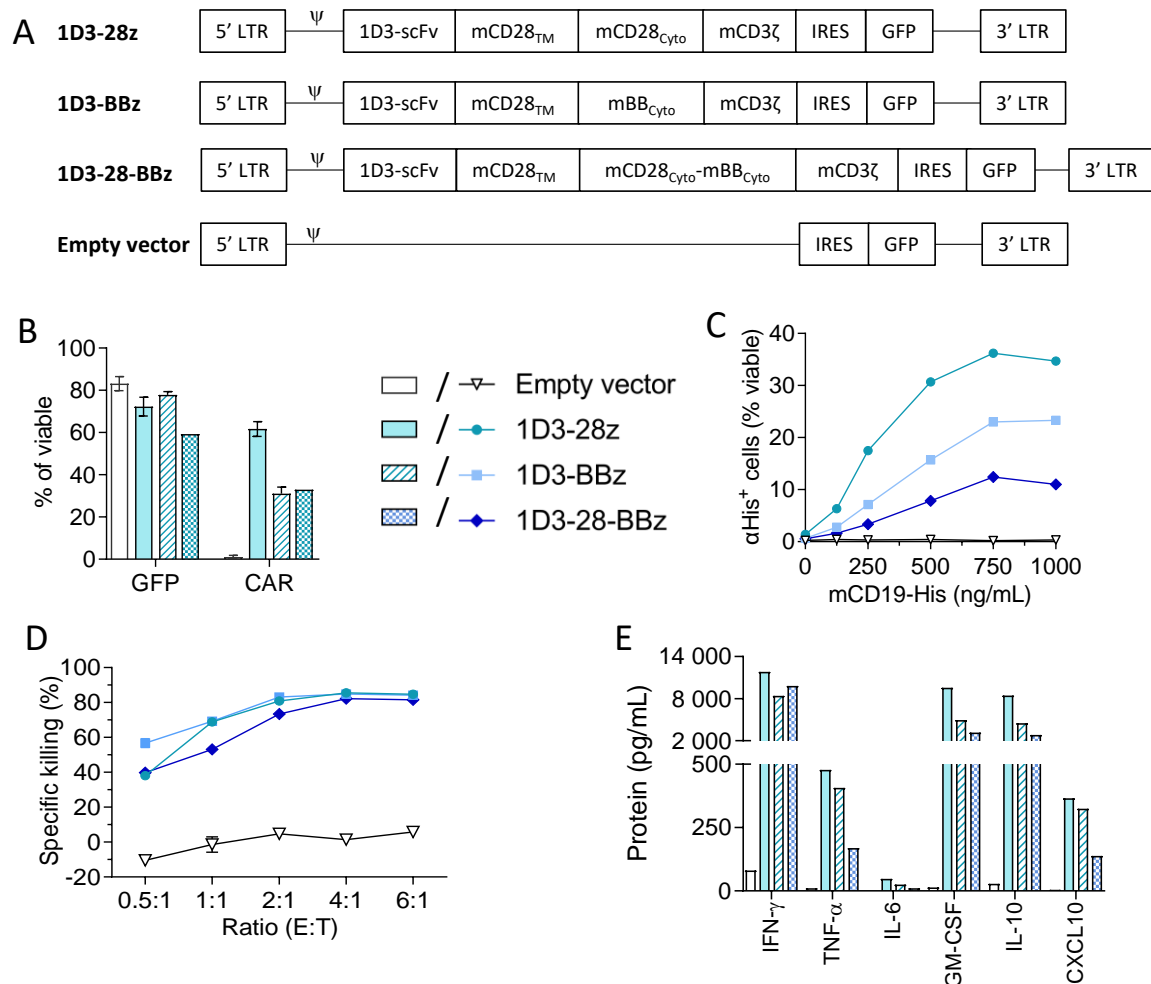 A
1D3-28z 5′ LTR ψ 1D3-scFv mCD28TM mCD28Cyto mCD3ζ IRES GFP 3′ LTR
1D3-BBz 5′ LTR ψ 1D3-scFv mCD28TM mBBCyto mCD3ζ IRES GFP 3′ LTR
1D3-28-BBz 5′ LTR ψ 1D3-scFv mCD28TM mCD28Cyto-mBBCyto mCD3ζ IRES GFP 3′ LTR
Empty vector 5′ LTR ψ IRES GFP 3′ LTR
B
% of viable
100
80
60
40
20
0
GFP CAR
/ Empty vector
/ 1D3-28z
/ 1D3-BBz
/ 1D3-28-BBz
C
αHis+ cells (% viable)
40
30
20
10
0
0 250 500 750 1000
mCD19-His (ng/mL)
D
Specific killing (%)
100
80
60
40
20
0
-20
0.5:1 1:1 2:1 4:1 6:1
Ratio (E:T)
E
Protein (pg/mL)
14 000
8 000
2 000
500
250
0
IFN-γ
TNF-α
IL-6
GM-CSF
IL-10
CXCL10